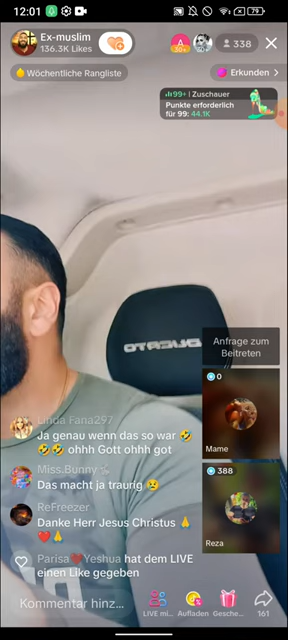 12:01
79
Ex-muslim
136.3K Likes
30+
338
Wöchentliche Rangliste
Erkunden >
99+ | Zuschauer
Punkte erforderlich
für 99: 44.1K
DUCATO
Anfrage zum
Beitreten
0
Mame
388
Reza
Linda Fana297
Ja genau wenn das so war 🤣
🤣🤣 ohhh Gott ohhh got
Miss.Bunny
Das macht ja traurig 😢
ReFreezer
Danke Herr Jesus Christus 🙏
❤️🙏
Parisa❤️Yeshua hat dem LIVE
einen Like gegeben
Kommentar hinz...
LIVE mi...
Aufladen
Gesche...
161